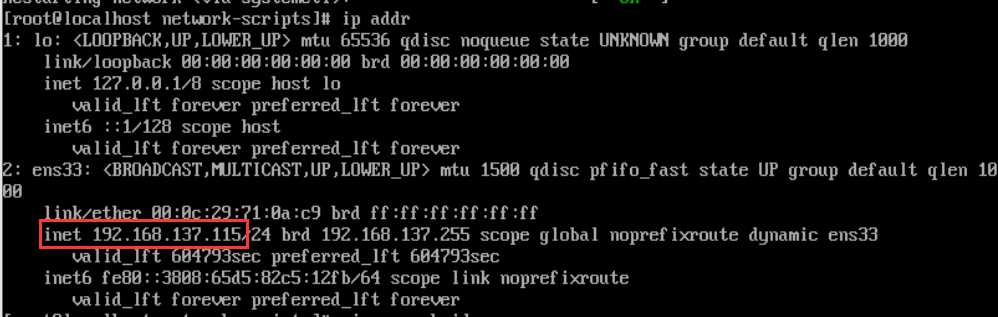 [root@localhost network-scripts]# ip addr
1: lo: <LOOPBACK,UP,LOWER_UP> mtu 65536 qdisc noqueue state UNKNOWN group default qlen 1000
link/loopback 00:00:00:00:00:00 brd 00:00:00:00:00:00
inet 127.0.0.1/8 scope host lo
valid_lft forever preferred_lft forever
inet6 ::1/128 scope host
valid_lft forever preferred_lft forever
2: ens33: <BROADCAST,MULTICAST,UP,LOWER_UP> mtu 1500 qdisc pfifo_fast state UP group default qlen 10
00
link/ether 00:0c:29:71:0a:c9 brd ff:ff:ff:ff:ff:ff
inet 192.168.137.115/24 brd 192.168.137.255 scope global noprefixroute dynamic ens33
valid_lft 604793sec preferred_lft 604793sec
inet6 fe80::3808:65d5:82c5:12fb/64 scope link noprefixroute
valid_lft forever preferred_lft forever